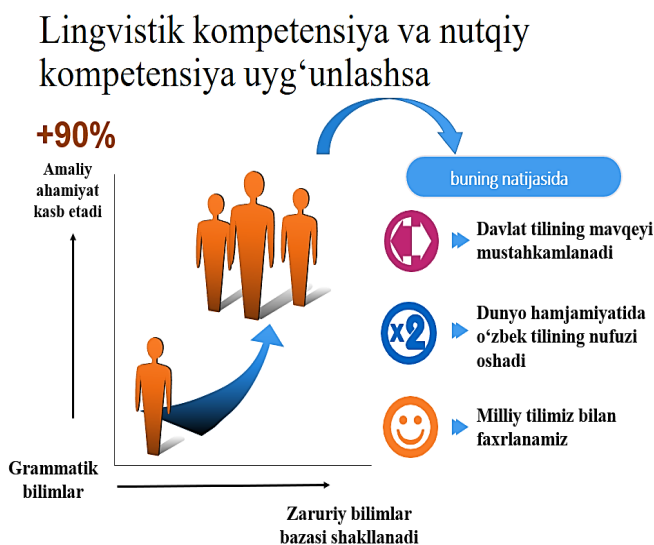 Lingvistik kompetensiya va nutqiy
kompetensiya uyg‘unlashsa
+90%
Amaliy
ahamiyat
kasb etadi
buning natijasida
Davlat tilining mavqeyi
mustahkamlanadi
x2
Dunyo hamjamiyatida
o‘zbek tilining nufuzi
oshadi
Milliy tilimiz bilan
faxrlanamiz
Grammatik
bilimlar
Zaruriy bilimlar
bazasi shakllanadi